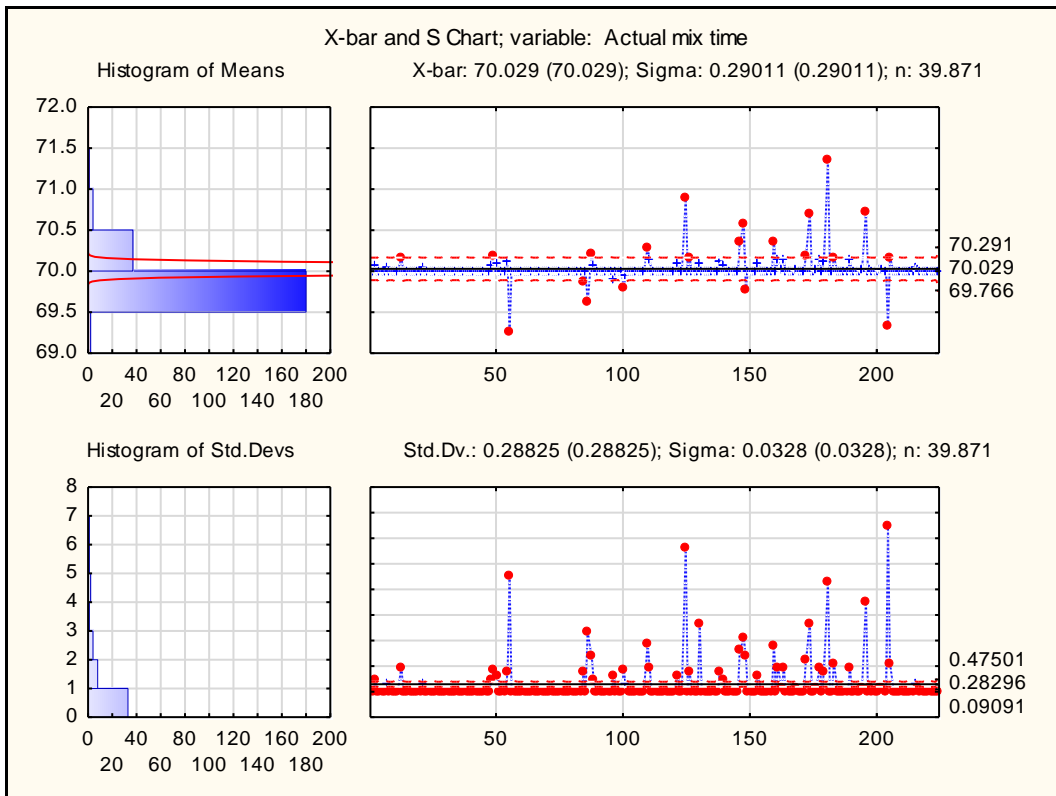 X-bar and S Chart; variable: Actual mix time
Histogram of Means
X-bar: 70.029 (70.029); Sigma: 0.29011 (0.29011); n: 39.871
72.0
71.5
71.0
70.5
70.0
69.5
69.0
0 40 80 120 160 200
20 60 100 140 180
70.291
70.029
69.766
50 100 150 200
Histogram of Std.Devs
Std.Dv.: 0.28825 (0.28825); Sigma: 0.0328 (0.0328); n: 39.871
8
7
6
5
4
3
2
1
0
0 40 80 120 160 200
20 60 100 140 180
0.47501
0.28296
0.09091
50 100 150 200